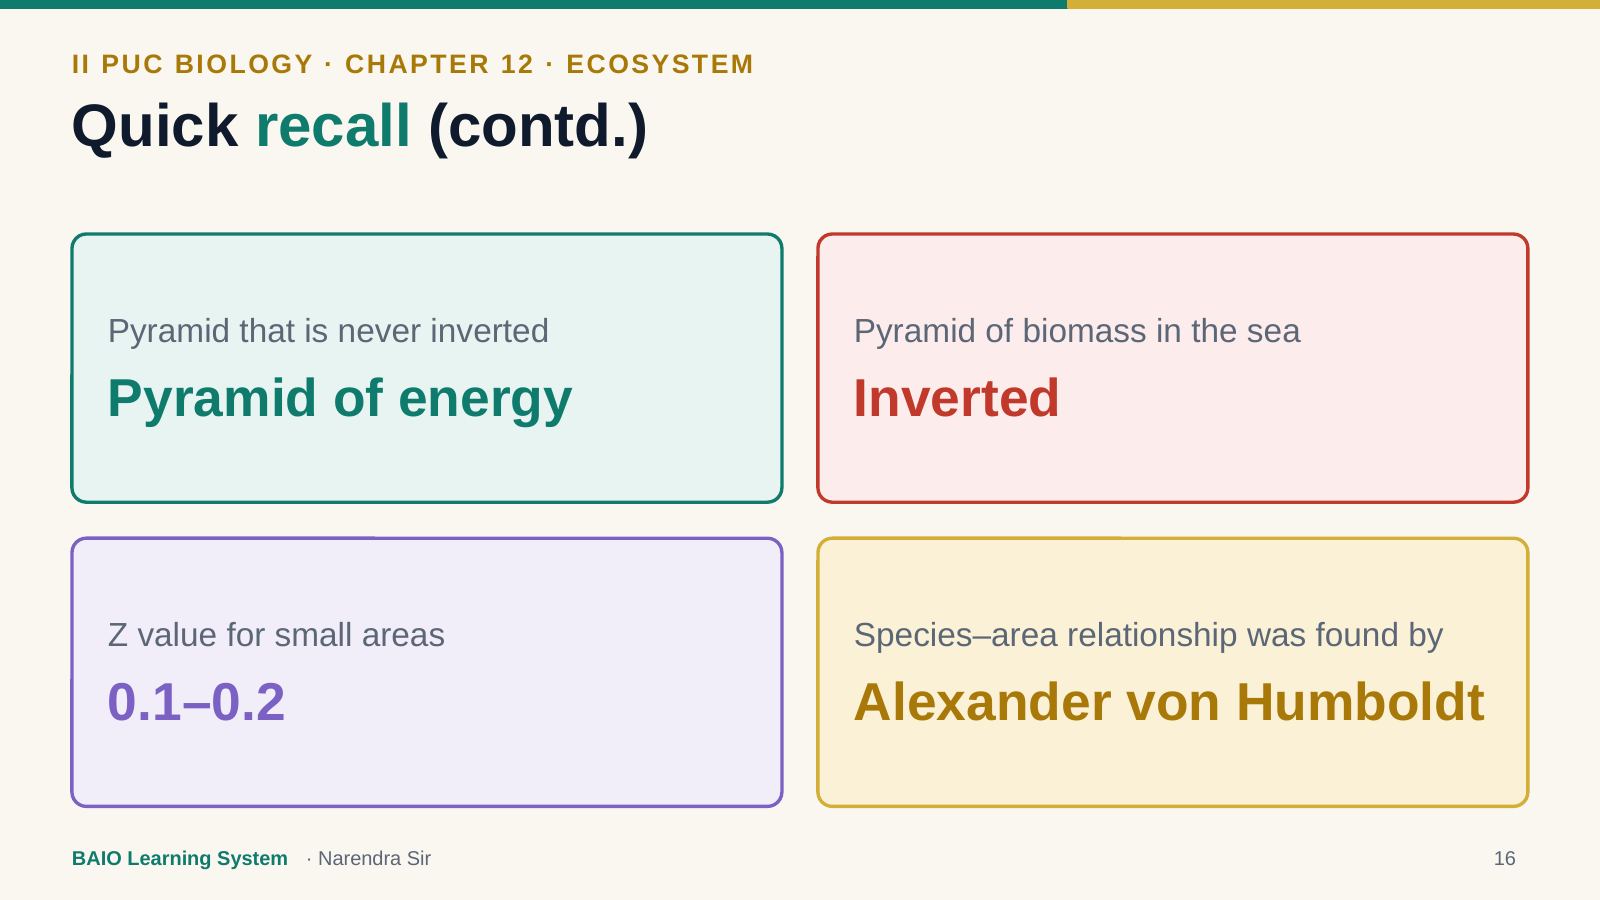 II PUC BIOLOGY · CHAPTER 12 · ECOSYSTEM
Quick recall (contd.)
Pyramid that is never inverted
Pyramid of energy
Pyramid of biomass in the sea
Inverted
Z value for small areas
0.1–0.2
Species–area relationship was found by
Alexander von Humboldt
BAIO Learning System · Narendra Sir
16